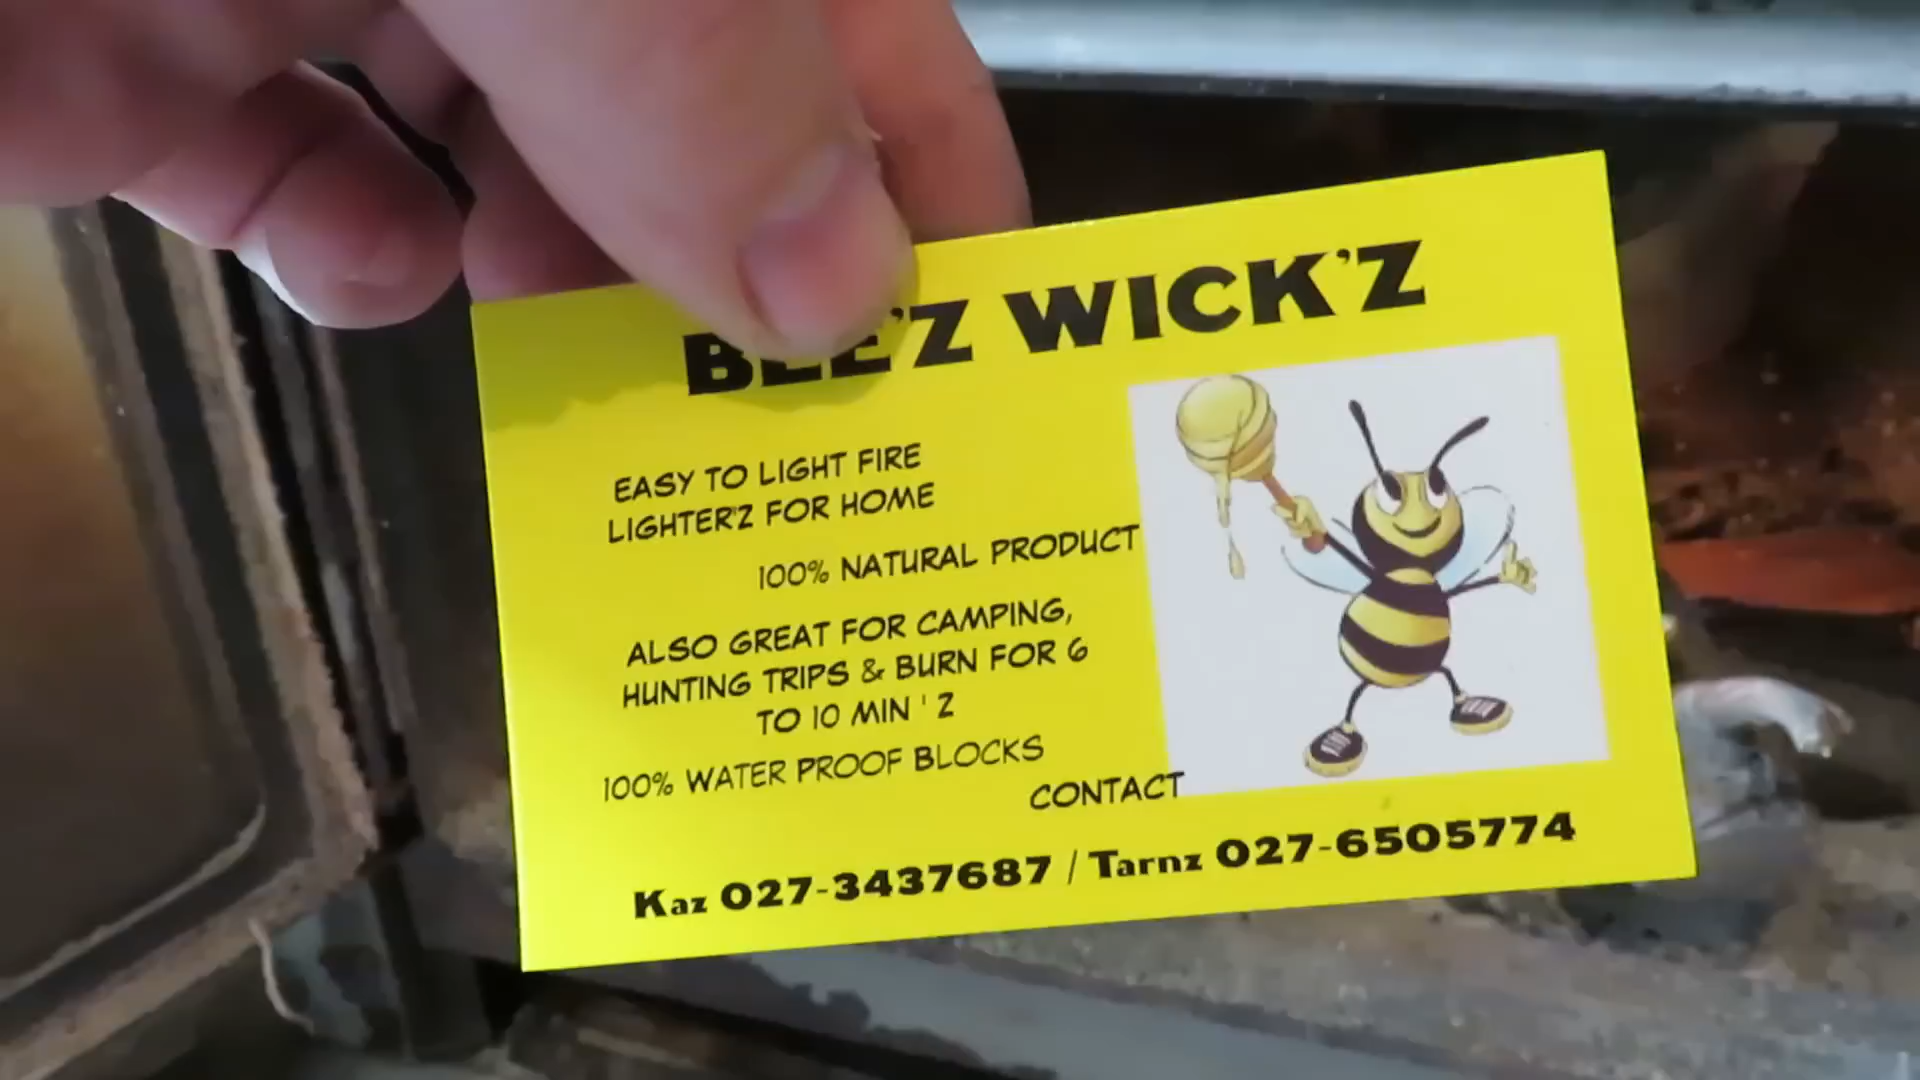 BEE'Z WICK'Z
EASY TO LIGHT FIRE
LIGHTER'Z FOR HOME
100% NATURAL PRODUCT
ALSO GREAT FOR CAMPING,
HUNTING TRIPS & BURN FOR 6
TO 10 MIN ' Z
100% WATER PROOF BLOCKS
CONTACT
Kaz 027-3437687 / Tarnz 027-6505774